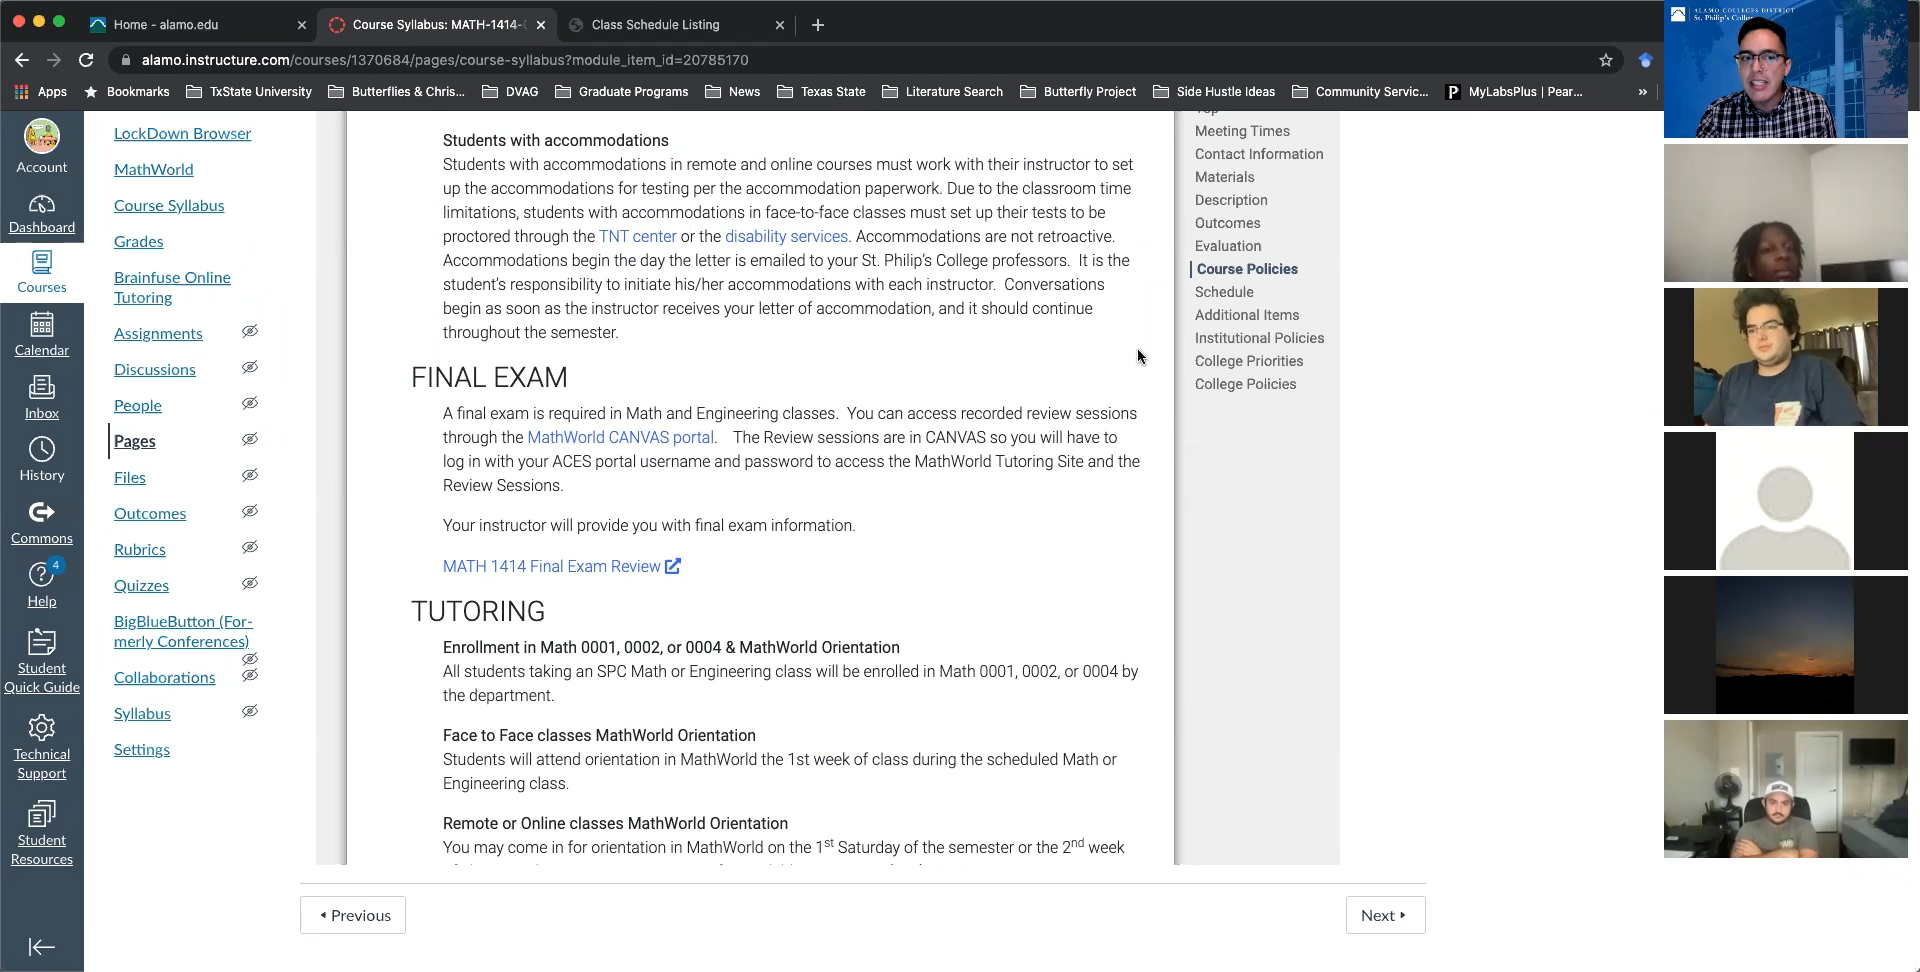 Home - alamo.edu
Course Syllabus: MATH-1414-
Class Schedule Listing
alamo.instructure.com/courses/1370684/pages/course-syllabus?module_item_id=20785170
Apps
Bookmarks
TxState University
Butterflies & Chris...
DVAG
Graduate Programs
News
Texas State
Literature Search
Butterfly Project
Side Hustle Ideas
Community Servic...
MyLabsPlus | Pear...
»
ALAMO COLLEGES DISTRICT
St. Philip's
Account
Dashboard
Courses
Calendar
Inbox
History
Commons
4
Help
Student
Quick Guide
Technical
Support
Student
Resources
LockDown Browser
MathWorld
Course Syllabus
Grades
Brainfuse Online
Tutoring
Assignments
Discussions
People
Pages
Files
Outcomes
Rubrics
Quizzes
BigBlueButton (For-
merly Conferences)
Collaborations
Syllabus
Settings
Students with accommodations
Students with accommodations in remote and online courses must work with their instructor to set
up the accommodations for testing per the accommodation paperwork. Due to the classroom time
limitations, students with accommodations in face-to-face classes must set up their tests to be
proctored through the TNT center or the disability services. Accommodations are not retroactive.
Accommodations begin the day the letter is emailed to your St. Philip's College professors. It is the
student's responsibility to initiate his/her accommodations with each instructor. Conversations
begin as soon as the instructor receives your letter of accommodation, and it should continue
throughout the semester.
FINAL EXAM
A final exam is required in Math and Engineering classes. You can access recorded review sessions
through the MathWorld CANVAS portal. The Review sessions are in CANVAS so you will have to
log in with your ACES portal username and password to access the MathWorld Tutoring Site and the
Review Sessions.
Your instructor will provide you with final exam information.
MATH 1414 Final Exam Review
TUTORING
Enrollment in Math 0001, 0002, or 0004 & MathWorld Orientation
All students taking an SPC Math or Engineering class will be enrolled in Math 0001, 0002, or 0004 by
the department.
Face to Face classes MathWorld Orientation
Students will attend orientation in MathWorld the 1st week of class during the scheduled Math or
Engineering class.
Remote or Online classes MathWorld Orientation
You may come in for orientation in MathWorld on the 1st Saturday of the semester or the 2nd week
Top
Meeting Times
Contact Information
Materials
Description
Outcomes
Evaluation
Course Policies
Schedule
Additional Items
Institutional Policies
College Priorities
College Policies
Previous
Next